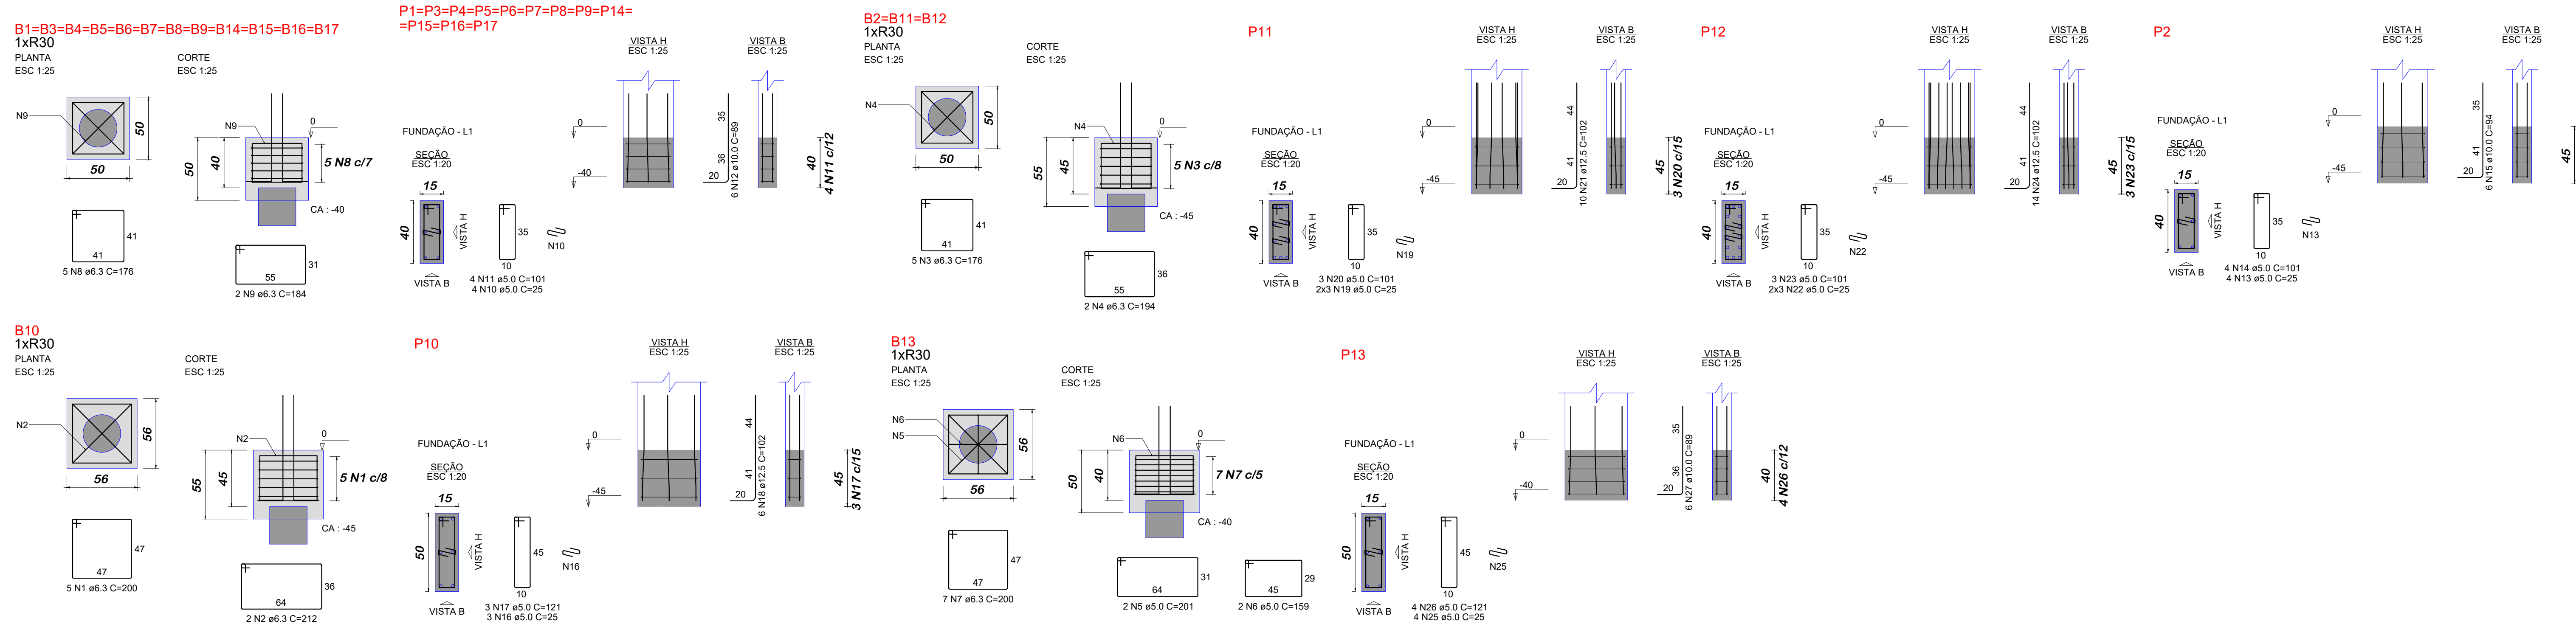 B1=B3=B4=B5=B6=B7=B8=B9=B14=B15=B16=B17
1xR30
PLANTA
ESC 1:25
CORTE
ESC 1:25
N9
50
50
N9
0
50
40
5 N8 c/7
CA : -40
41
41
5 N8 ø6.3 C=176
31
55
2 N9 ø6.3 C=184
P1=P3=P4=P5=P6=P7=P8=P9=P14=
=P15=P16=P17
FUNDAÇÃO - L1
SEÇÃO
ESC 1:20
15
40
VISTA H
VISTA B
35
10
N10
4 N11 ø5.0 C=101
4 N10 ø5.0 C=25
VISTA H
ESC 1:25
0
-40
VISTA B
ESC 1:25
35
36
20
6 N12 ø10.0 C=89
40
4 N11 c/12
B2=B11=B12
1xR30
PLANTA
ESC 1:25
CORTE
ESC 1:25
N4
50
50
N4
0
55
45
5 N3 c/8
CA : -45
41
41
5 N3 ø6.3 C=176
36
55
2 N4 ø6.3 C=194
P11
FUNDAÇÃO - L1
SEÇÃO
ESC 1:20
15
40
VISTA H
VISTA B
35
10
N19
3 N20 ø5.0 C=101
2x3 N19 ø5.0 C=25
VISTA H
ESC 1:25
0
-45
VISTA B
ESC 1:25
44
41
20
10 N21 ø12.5 C=102
45
3 N20 c/15
P12
FUNDAÇÃO - L1
SEÇÃO
ESC 1:20
15
40
VISTA H
VISTA B
35
10
N22
3 N23 ø5.0 C=101
2x3 N22 ø5.0 C=25
VISTA H
ESC 1:25
0
-45
VISTA B
ESC 1:25
44
41
20
14 N24 ø12.5 C=102
45
3 N23 c/15
P2
FUNDAÇÃO - L1
SEÇÃO
ESC 1:20
15
40
VISTA H
VISTA B
35
10
N13
4 N14 ø5.0 C=101
4 N13 ø5.0 C=25
VISTA H
ESC 1:25
0
-45
VISTA B
ESC 1:25
35
41
20
6 N15 ø10.0 C=94
45
B10
1xR30
PLANTA
ESC 1:25
CORTE
ESC 1:25
N2
56
56
N2
0
55
45
5 N1 c/8
CA : -45
47
47
5 N1 ø6.3 C=200
36
64
2 N2 ø6.3 C=212
P10
FUNDAÇÃO - L1
SEÇÃO
ESC 1:20
15
50
VISTA H
VISTA B
45
10
N16
3 N17 ø5.0 C=121
3 N16 ø5.0 C=25
VISTA H
ESC 1:25
0
-45
VISTA B
ESC 1:25
44
41
20
6 N18 ø12.5 C=102
45
3 N17 c/15
B13
1xR30
PLANTA
ESC 1:25
CORTE
ESC 1:25
N6
N5
56
56
N6
0
50
40
7 N7 c/5
CA : -40
47
47
7 N7 ø6.3 C=200
31
64
2 N5 ø5.0 C=201
29
45
2 N6 ø5.0 C=159
P13
FUNDAÇÃO - L1
SEÇÃO
ESC 1:20
15
50
VISTA H
VISTA B
45
10
N25
4 N26 ø5.0 C=121
4 N25 ø5.0 C=25
VISTA H
ESC 1:25
0
-40
VISTA B
ESC 1:25
35
36
20
6 N27 ø10.0 C=89
40
4 N26 c/12